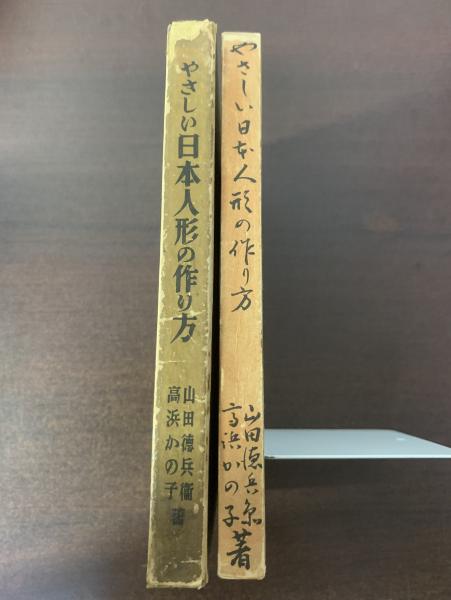 やさしい日本人形の作り方
山田徳兵衛
高浜かの子
著
やさしい日本人形の作り方
山田徳兵衛
高浜かの子
著